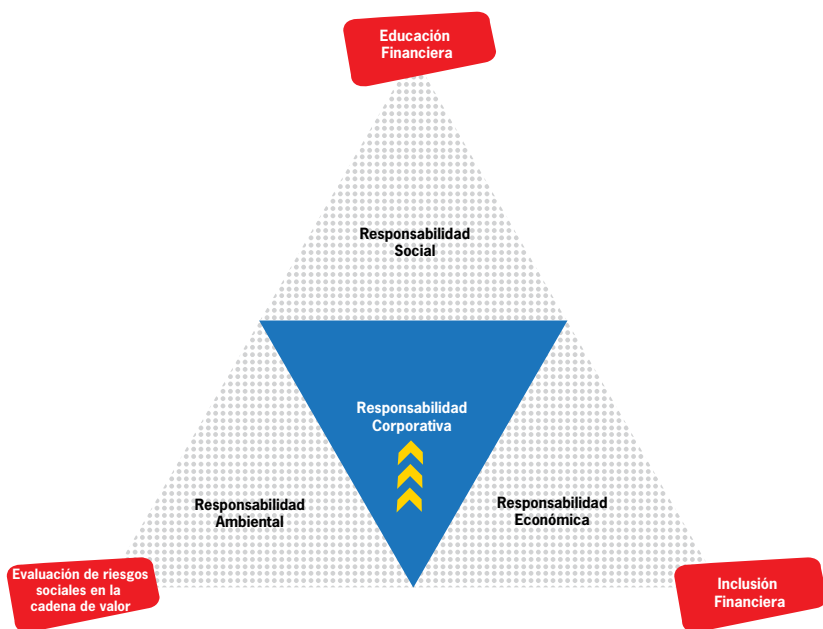 Educación
Financiera
Responsabilidad
Social
Responsabilidad
Corporativa
Responsabilidad
Ambiental
Responsabilidad
Económica
Evaluación de riesgos
sociales en la
cadena de valor
Inclusión
Financiera